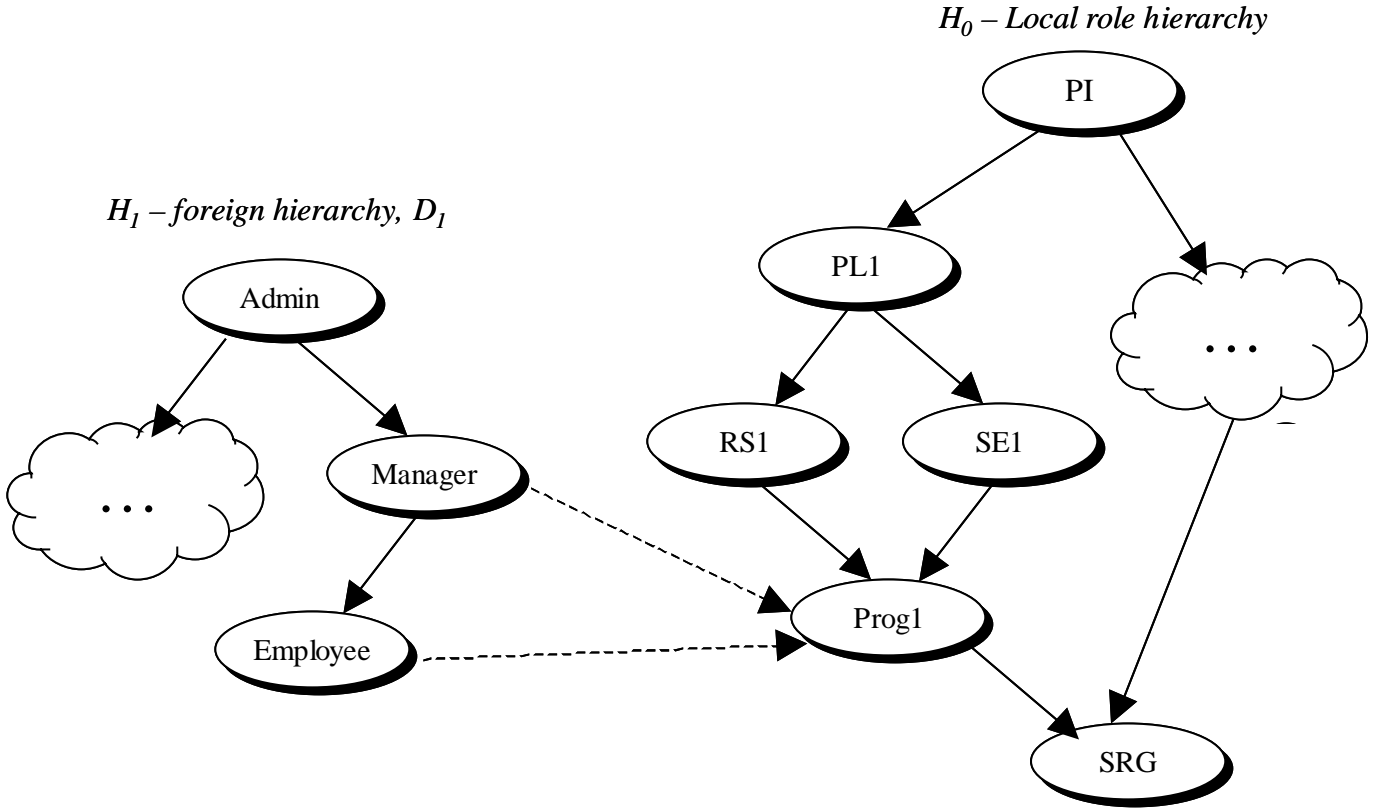 H0 – Local role hierarchy
PI
H1 – foreign hierarchy, D1
PL1
Admin
...
RS1
SE1
Manager
...
Prog1
Employee
SRG